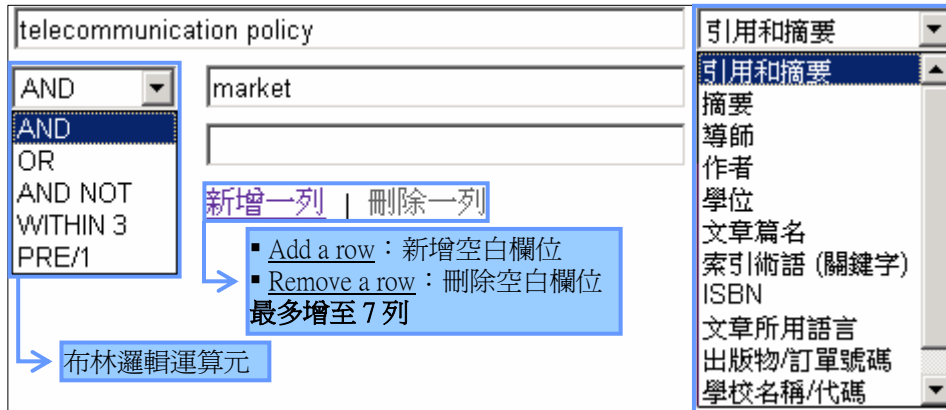 telecommunication policy
引用和摘要
AND
market
AND
OR
AND NOT
WITHIN 3
PRE/1
新增一列 | 刪除一列
▪ Add a row：新增空白欄位
▪ Remove a row：刪除空白欄位
最多增至 7 列
布林邏輯運算元
引用和摘要
摘要
導師
作者
學位
文章篇名
索引術語 (關鍵字)
ISBN
文章所用語言
出版物/訂單號碼
學校名稱/代碼